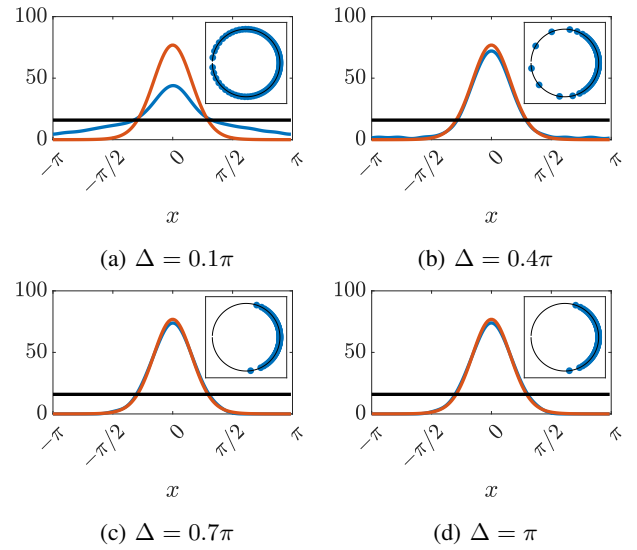 100
50
0
−π
−π/2
0
π/2
π
x
(a) Δ = 0.1π
100
50
0
−π
−π/2
0
π/2
π
x
(b) Δ = 0.4π
100
50
0
−π
−π/2
0
π/2
π
x
(c) Δ = 0.7π
100
50
0
−π
−π/2
0
π/2
π
x
(d) Δ = π